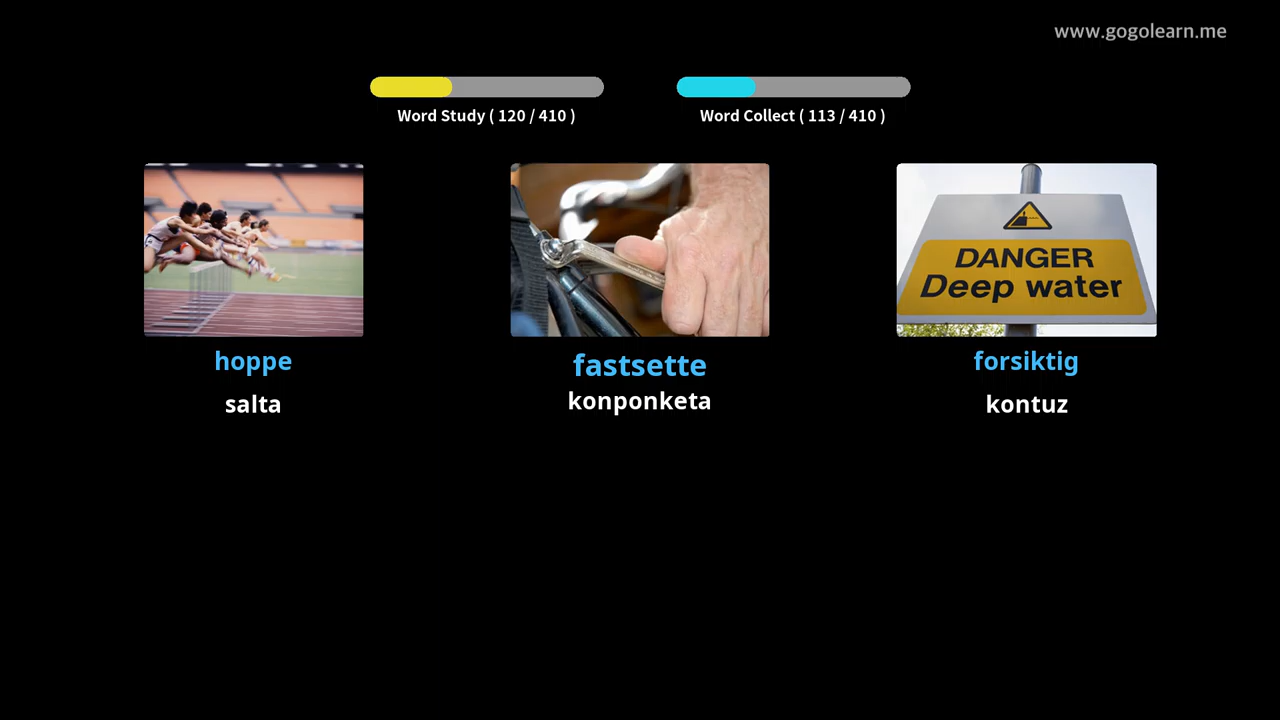 www.gogolearn.me
Word Study ( 120 / 410 )
Word Collect ( 113 / 410 )
DANGER
Deep water
hoppe
fastsette
forsiktig
salta
konponketa
kontuz